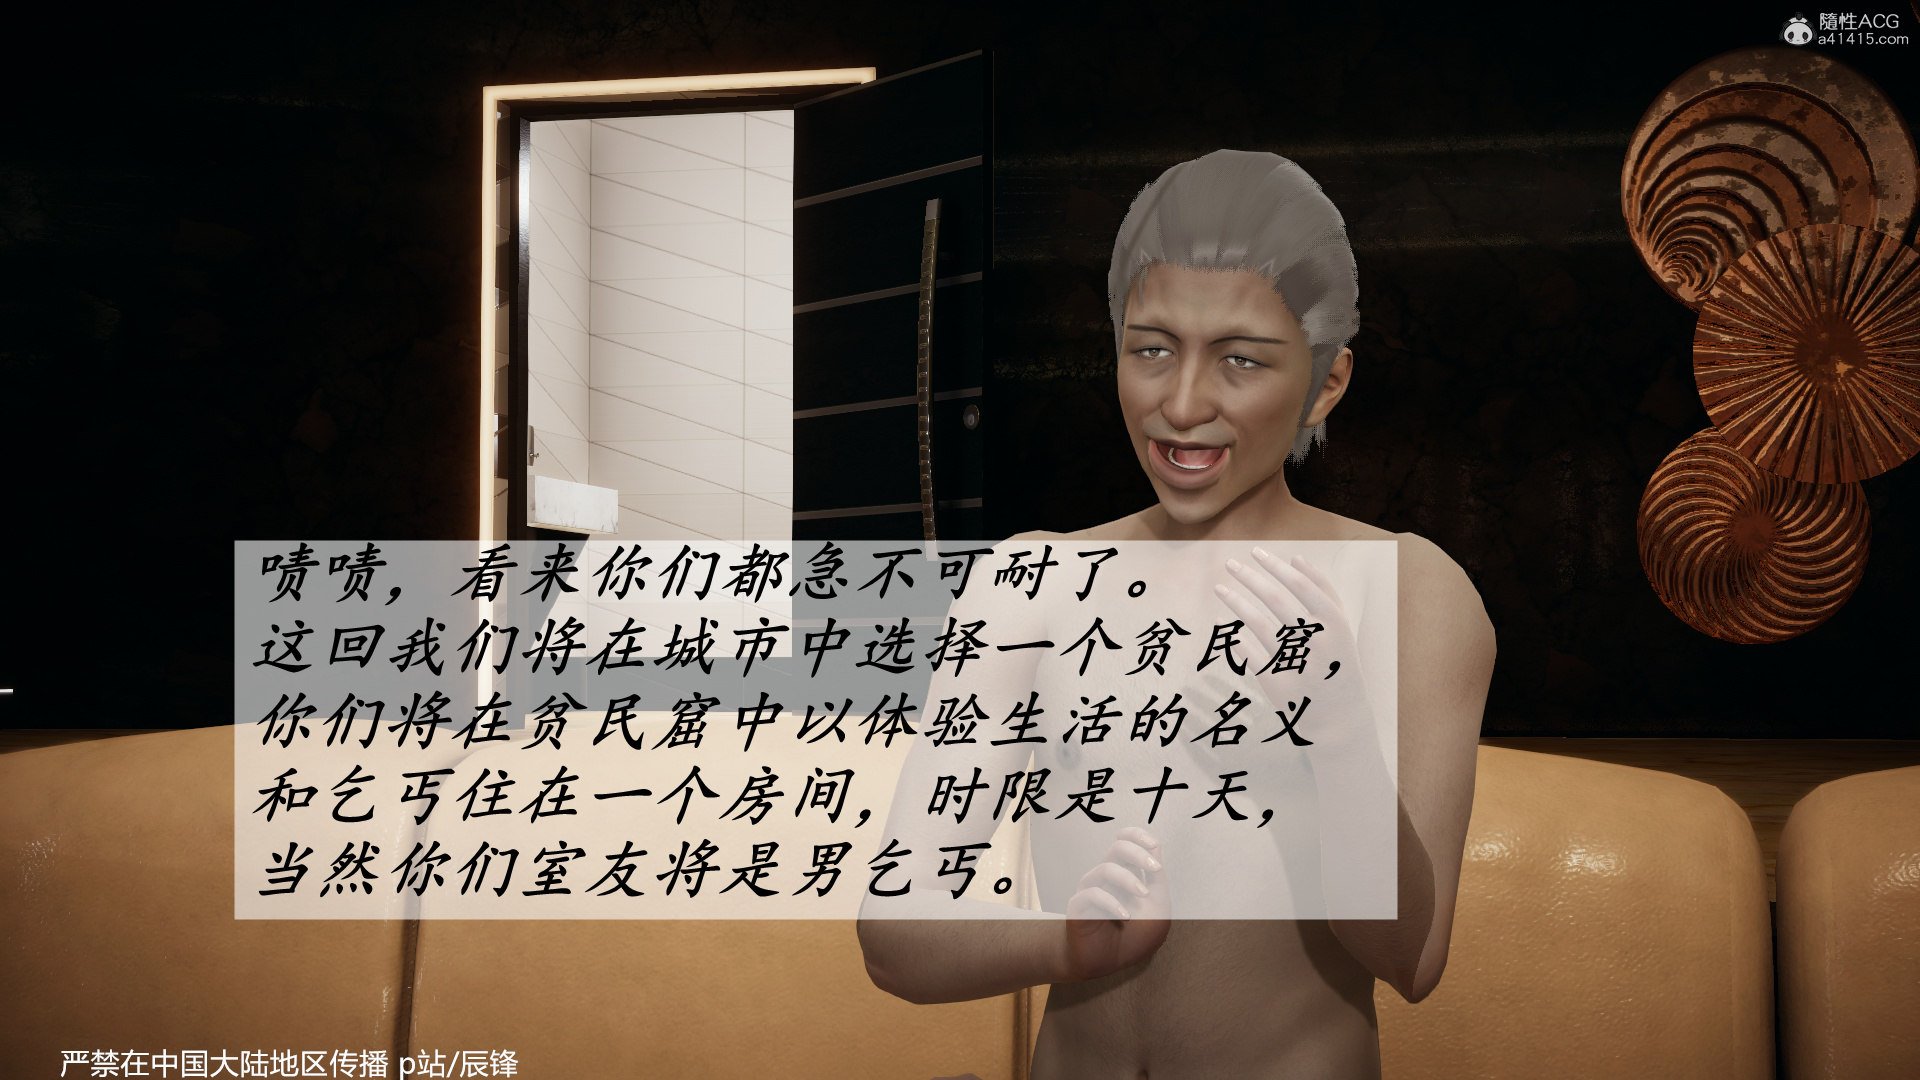 隨性ACG
a41415.com
啧啧，看来你们都急不可耐了。
这回我们将在城市中选择一个贫民窟，
你们将在贫民窟中以体验生活的名义
和乞丐住在一个房间，时限是十天，
当然你们室友将是男乞丐。
严禁在中国大陆地区传播 p站/辰锋